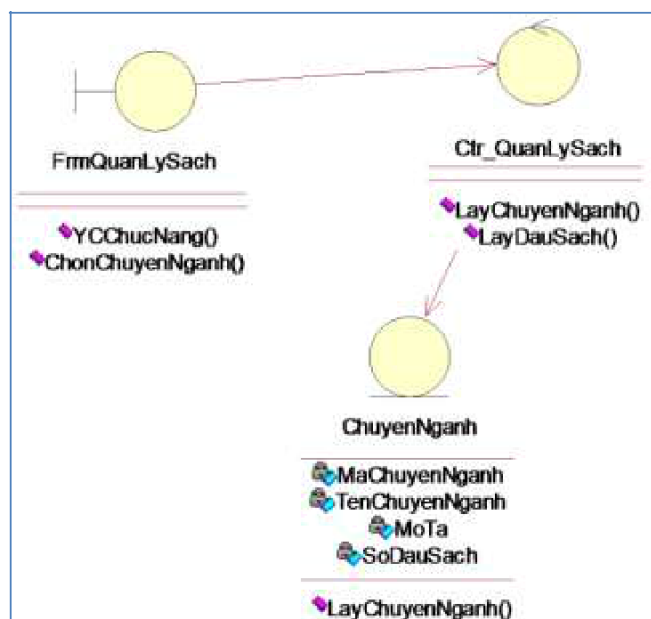 FrmQuanLySach
YCChucNang()
ChonChuyenNganh()
Ctr_QuanLySach
LayChuyenNganh()
LayDauSach()
ChuyenNganh
MaChuyenNganh
TenChuyenNganh
MoTa
SoDauSach
LayChuyenNganh()